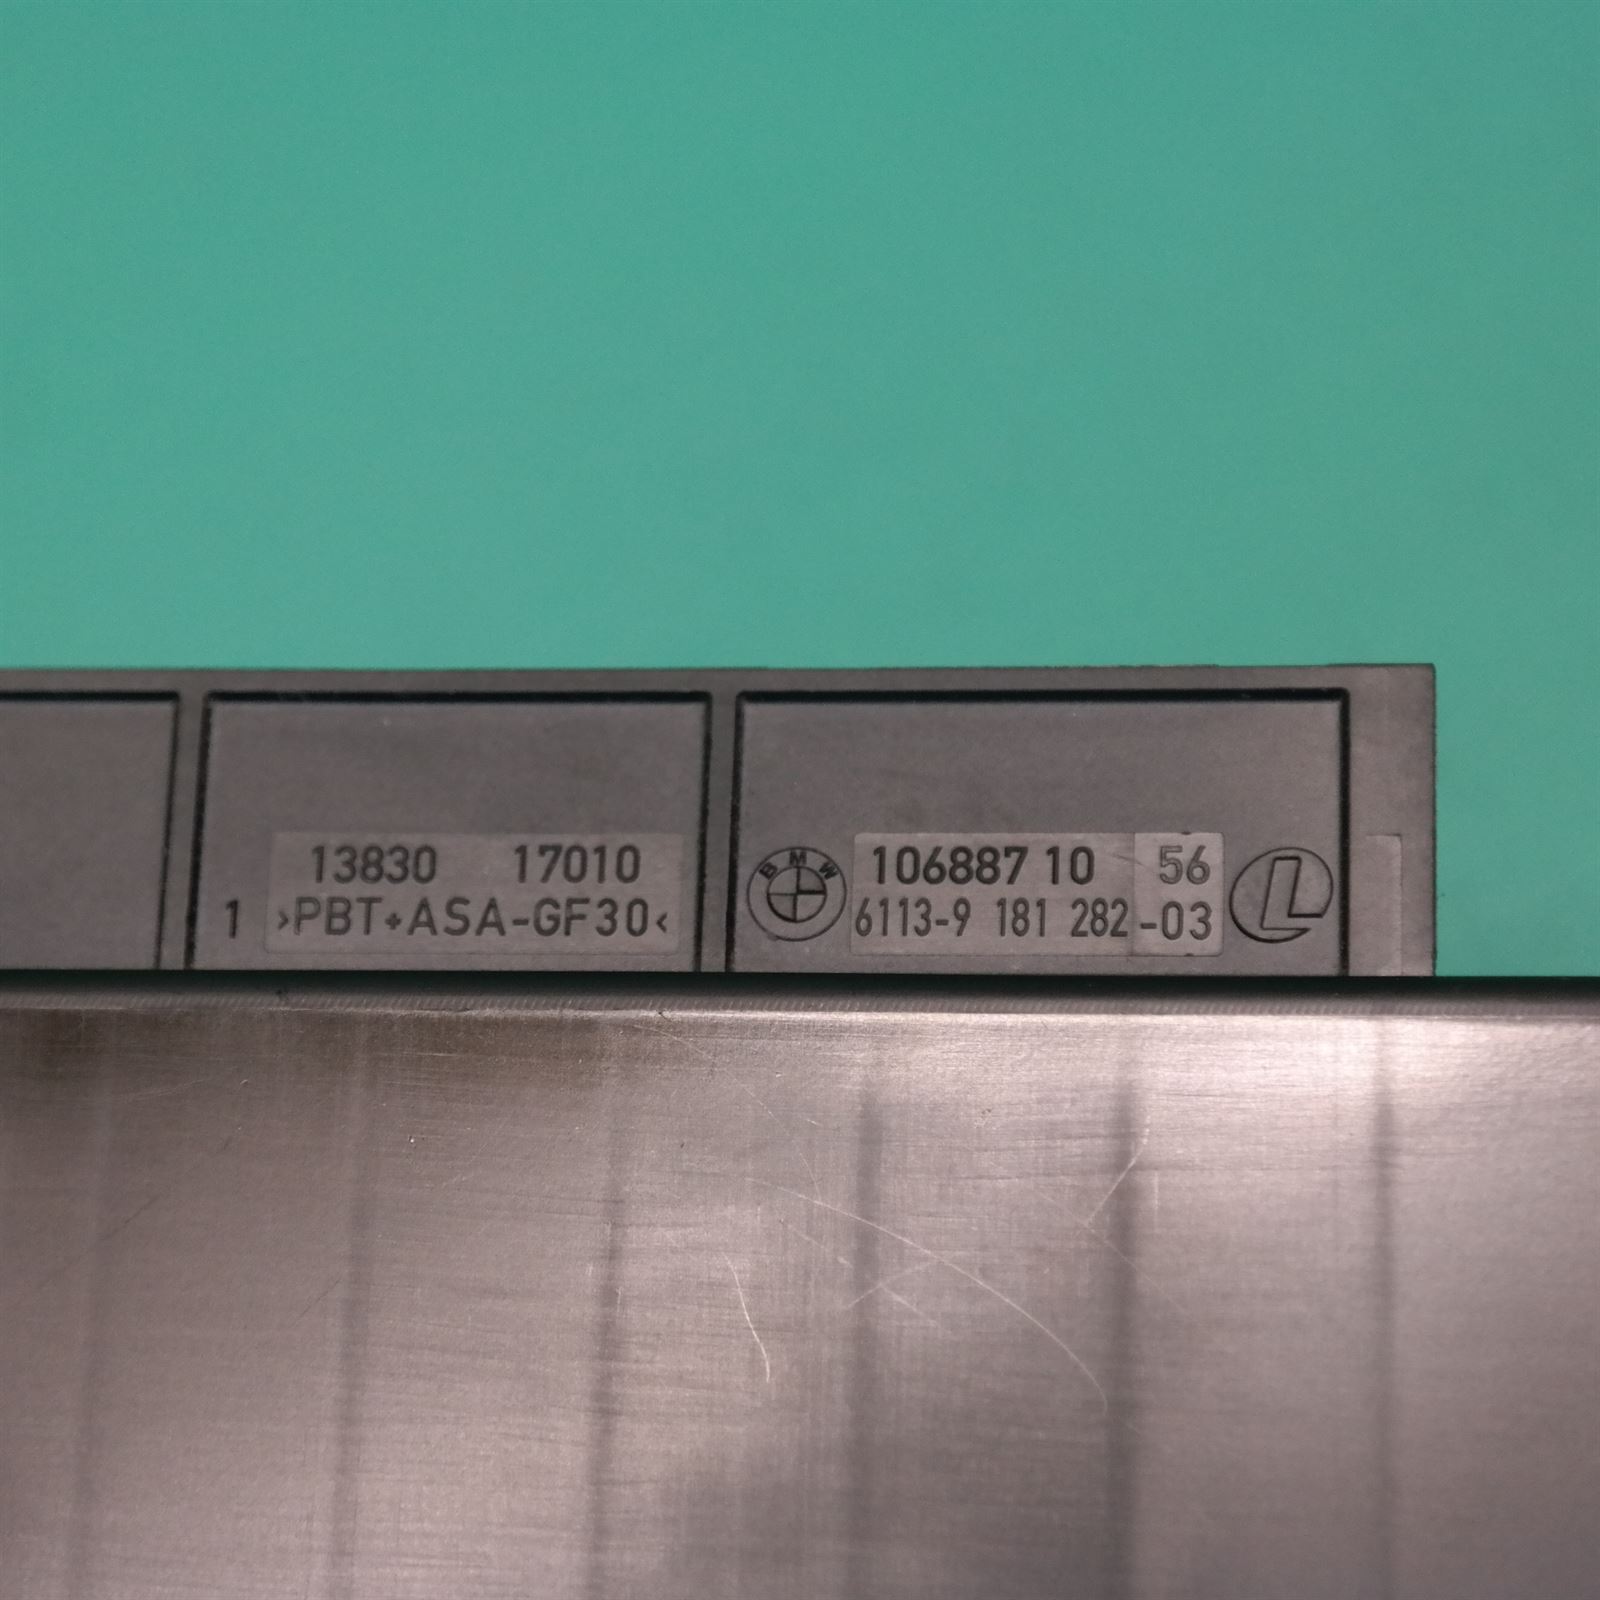 13830 17010
1 >PBT+ASA-GF30<
BMW
106887 10 56
6113-9 181 282-03
L